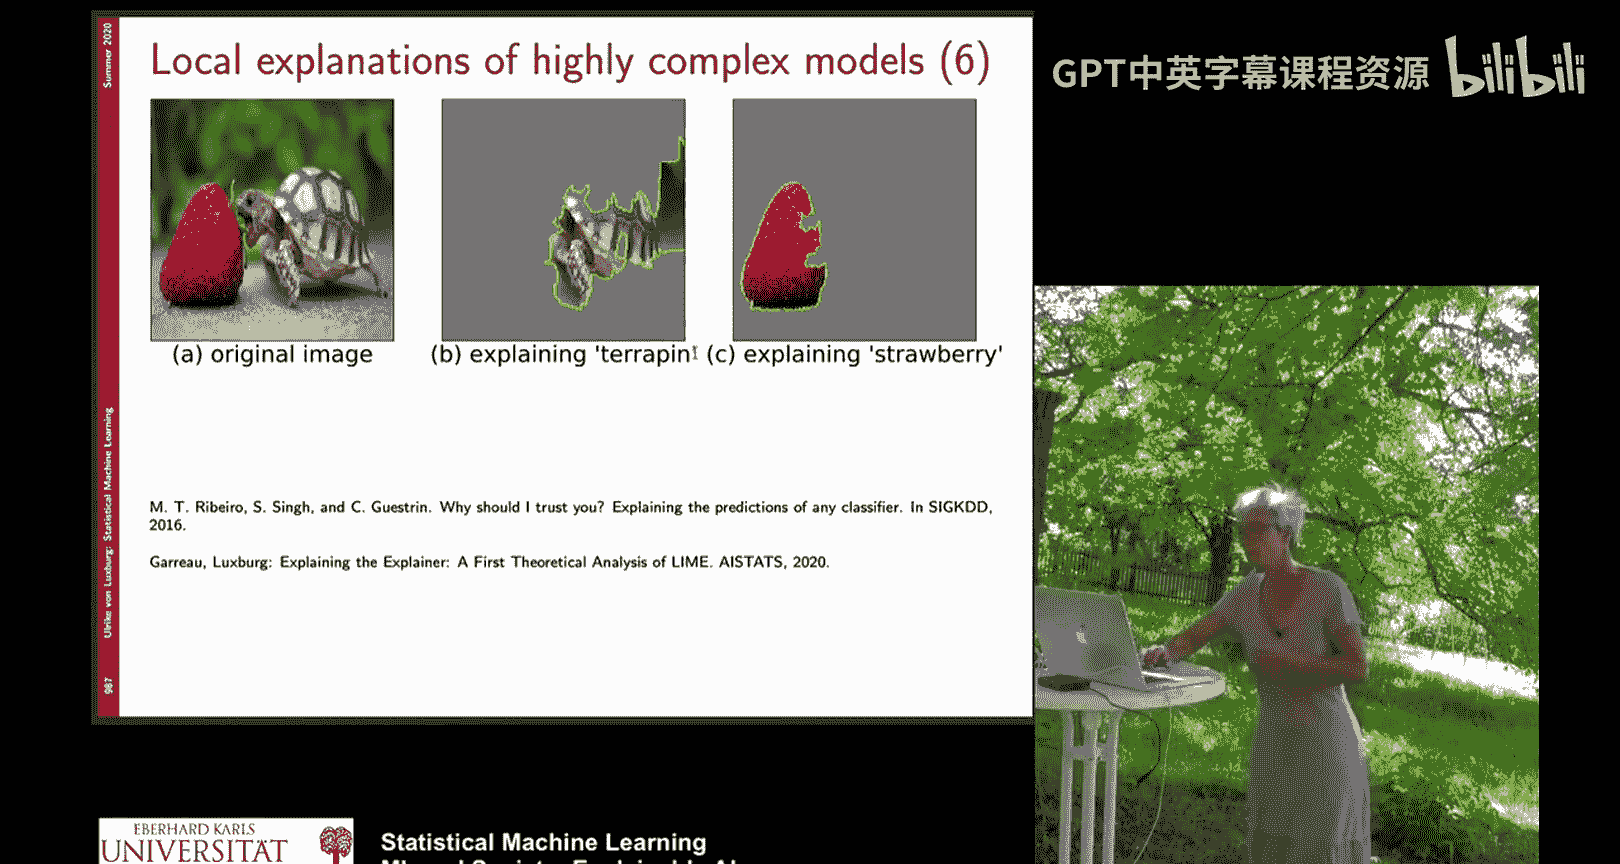 Summer 2020
Local explanations of highly complex models (6)
(a) original image
(b) explaining 'terrapin'
(c) explaining 'strawberry'
M. T. Ribeiro, S. Singh, and C. Guestrin. Why should I trust you? Explaining the predictions of any classifier. In SIGKDD,
2016.
Garreau, Luxburg: Explaining the Explainer: A First Theoretical Analysis of LIME. AISTATS, 2020.
Ulrike von Luxburg: Statistical Machine Learning
987
GPT中英字幕课程资源
bilibili
EBERHARD KARLS
UNIVERSITÄT
Statistical Machine Learning